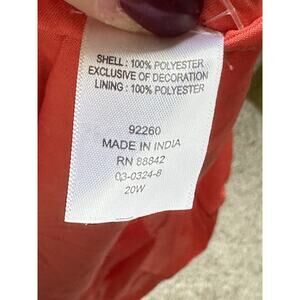 SHELL : 100% POLYESTER
EXCLUSIVE OF DECORATION
LINING : 100% POLYESTER
92260
MADE IN INDIA
RN 88842
03-0324-8
20W